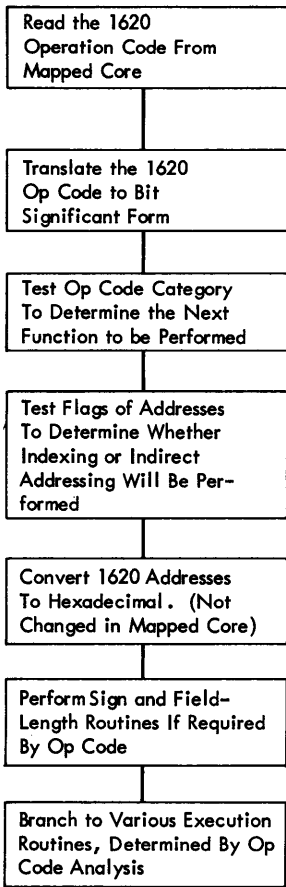 Read the 1620
Operation Code From
Mapped Core
Translate the 1620
Op Code to Bit
Significant Form
Test Op Code Category
To Determine the Next
Function to be Performed
Test Flags of Addresses
To Determine Whether
Indexing or Indirect
Addressing Will Be Per-
formed
Convert 1620 Addresses
To Hexadecimal. (Not
Changed in Mapped Core)
Perform Sign and Field-
Length Routines If Required
By Op Code
Branch to Various Execution
Routines, Determined By Op
Code Analysis